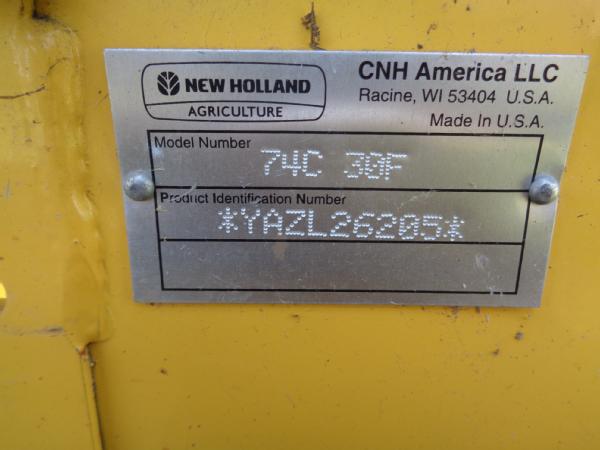 NEW HOLLAND
AGRICULTURE
CNH America LLC
Racine, WI 53404 U.S.A.
Made In U.S.A.
Model Number
74C 30F
Product Identification Number
*YAZL26205*